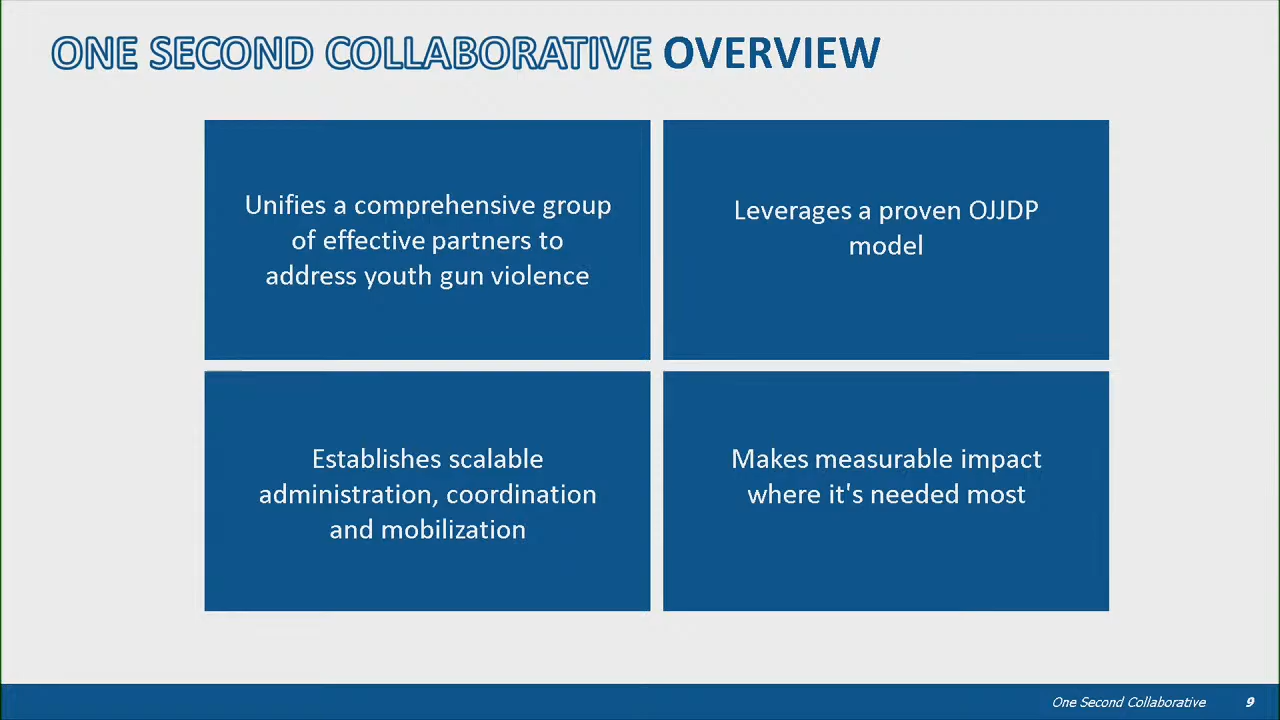 ONE SECOND COLLABORATIVE OVERVIEW
Unifies a comprehensive group
of effective partners to
address youth gun violence
Leverages a proven OJJDP
model
Establishes scalable
administration, coordination
and mobilization
Makes measurable impact
where it's needed most
One Second Collaborative 9